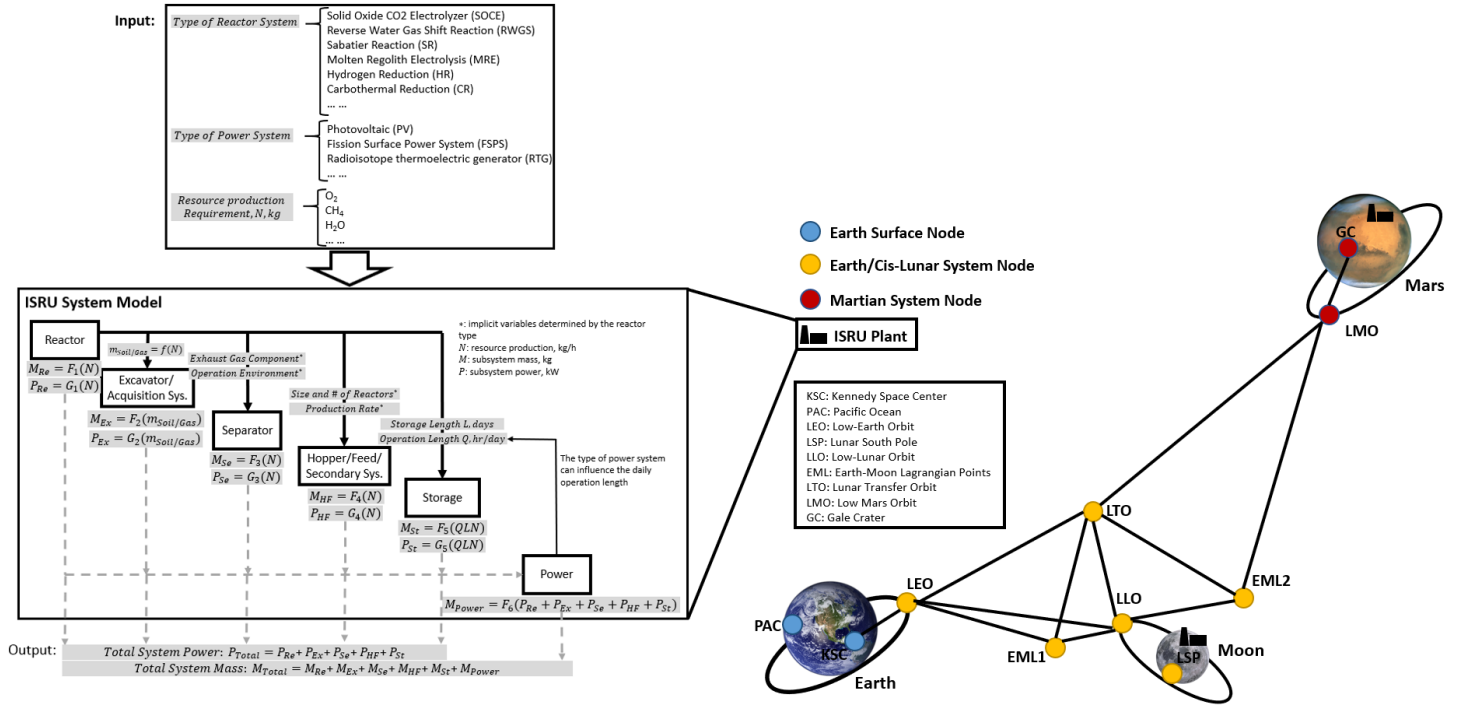 Input:
Type of Reactor System
Solid Oxide CO2 Electrolyzer (SOCE)
Reverse Water Gas Shift Reaction (RWGS)
Sabatier Reaction (SR)
Molten Regolith Electrolysis (MRE)
Hydrogen Reduction (HR)
Carbothermal Reduction (CR)
... ...
Type of Power System
Photovoltaic (PV)
Fission Surface Power System (FSPS)
Radioisotope thermoelectric generator (RTG)
... ...
Resource production
Requirement, N, kg
O₂
CH₄
H₂O
... ...
ISRU System Model
Reactor
M_Re = F₁(N)
P_Re = G₁(N)
m_Soil/Gas = f(N)
Excavator/
Acquisition Sys.
M_Ex = F₂(m_Soil/Gas)
P_Ex = G₂(m_Soil/Gas)
Exhaust Gas Component*
Operation Environment*
Separator
M_Se = F₃(N)
P_Se = G₃(N)
Size and # of Reactors*
Production Rate*
Hopper/Feed/
Secondary Sys.
M_HF = F₄(N)
P_HF = G₄(N)
*: implicit variables determined by the reactor
type
N: resource production, kg/h
M: subsystem mass, kg
P: subsystem power, kW
Storage Length L, days
Operation Length Q, hr/day
Storage
M_St = F₅(QLN)
P_St = G₅(QLN)
The type of power system
can influence the daily
operation length
Power
M_Power = F₆(P_Re + P_Ex + P_Se + P_HF + P_St)
Output:
Total System Power: P_Total = P_Re + P_Ex + P_Se + P_HF + P_St
Total System Mass: M_Total = M_Re + M_Ex + M_Se + M_HF + M_St + M_Power
Earth Surface Node
Earth/Cis-Lunar System Node
Martian System Node
ISRU Plant
KSC: Kennedy Space Center
PAC: Pacific Ocean
LEO: Low-Earth Orbit
LSP: Lunar South Pole
LLO: Low-Lunar Orbit
EML: Earth-Moon Lagrangian Points
LTO: Lunar Transfer Orbit
LMO: Low Mars Orbit
GC: Gale Crater
GC
Mars
LMO
LTO
EML2
LEO
LLO
PAC
KSC
EML1
LSP
Moon
Earth